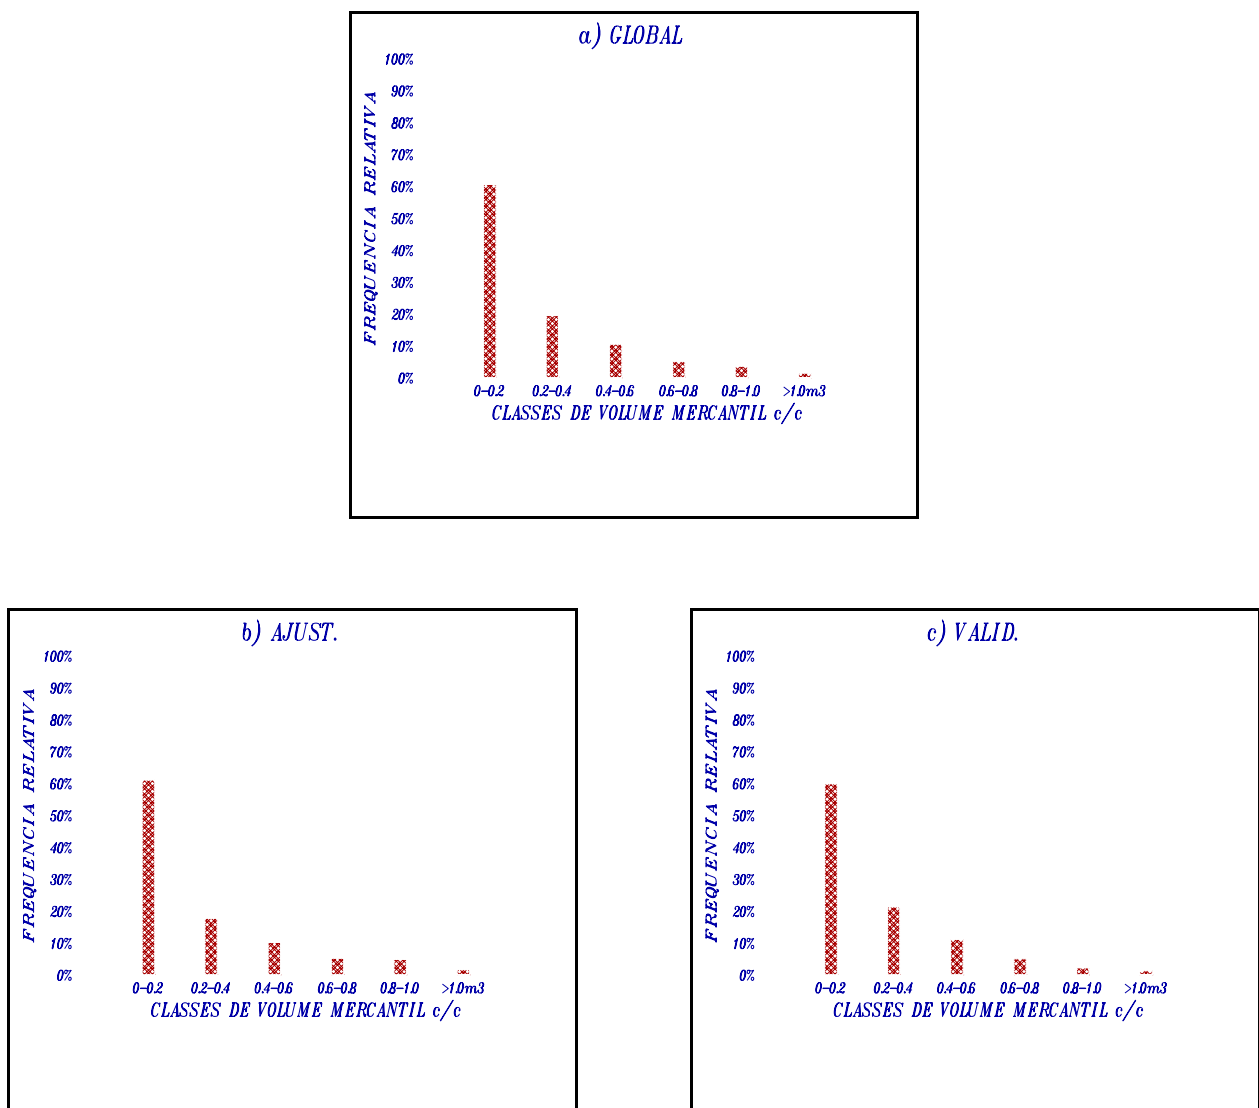 a) GLOBAL
100%
90%
80%
70%
60%
50%
40%
30%
20%
10%
0%
FREQUENCIA RELATIVA
0-0.2 0.2-0.4 0.4-0.6 0.6-0.8 0.8-1.0 >1.0m3
CLASSES DE VOLUME MERCANTIL c/c
b) AJUST.
100%
90%
80%
70%
60%
50%
40%
30%
20%
10%
0%
FREQUENCIA RELATIVA
0-0.2 0.2-0.4 0.4-0.6 0.6-0.8 0.8-1.0 >1.0m3
CLASSES DE VOLUME MERCANTIL c/c
c) VALID.
100%
90%
80%
70%
60%
50%
40%
30%
20%
10%
0%
FREQUENCIA RELATIVA
0-0.2 0.2-0.4 0.4-0.6 0.6-0.8 0.8-1.0 >1.0m3
CLASSES DE VOLUME MERCANTIL c/c